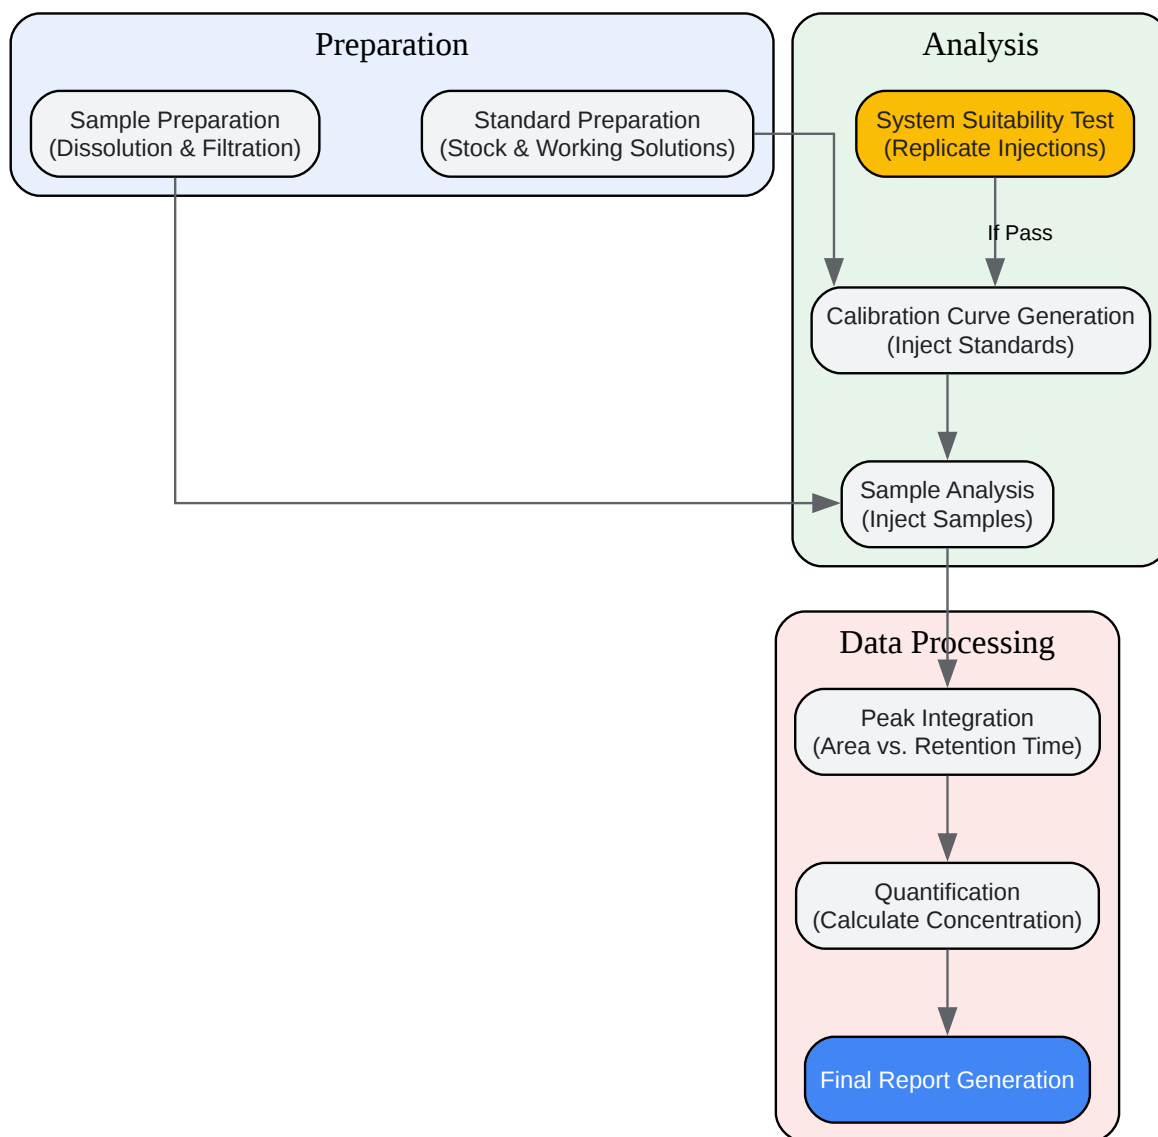 Preparation
Sample Preparation
(Dissolution & Filtration)
Standard Preparation
(Stock & Working Solutions)
Analysis
System Suitability Test
(Replicate Injections)
If Pass
Calibration Curve Generation
(Inject Standards)
Sample Analysis
(Inject Samples)
Data Processing
Peak Integration
(Area vs. Retention Time)
Quantification
(Calculate Concentration)
Final Report Generation